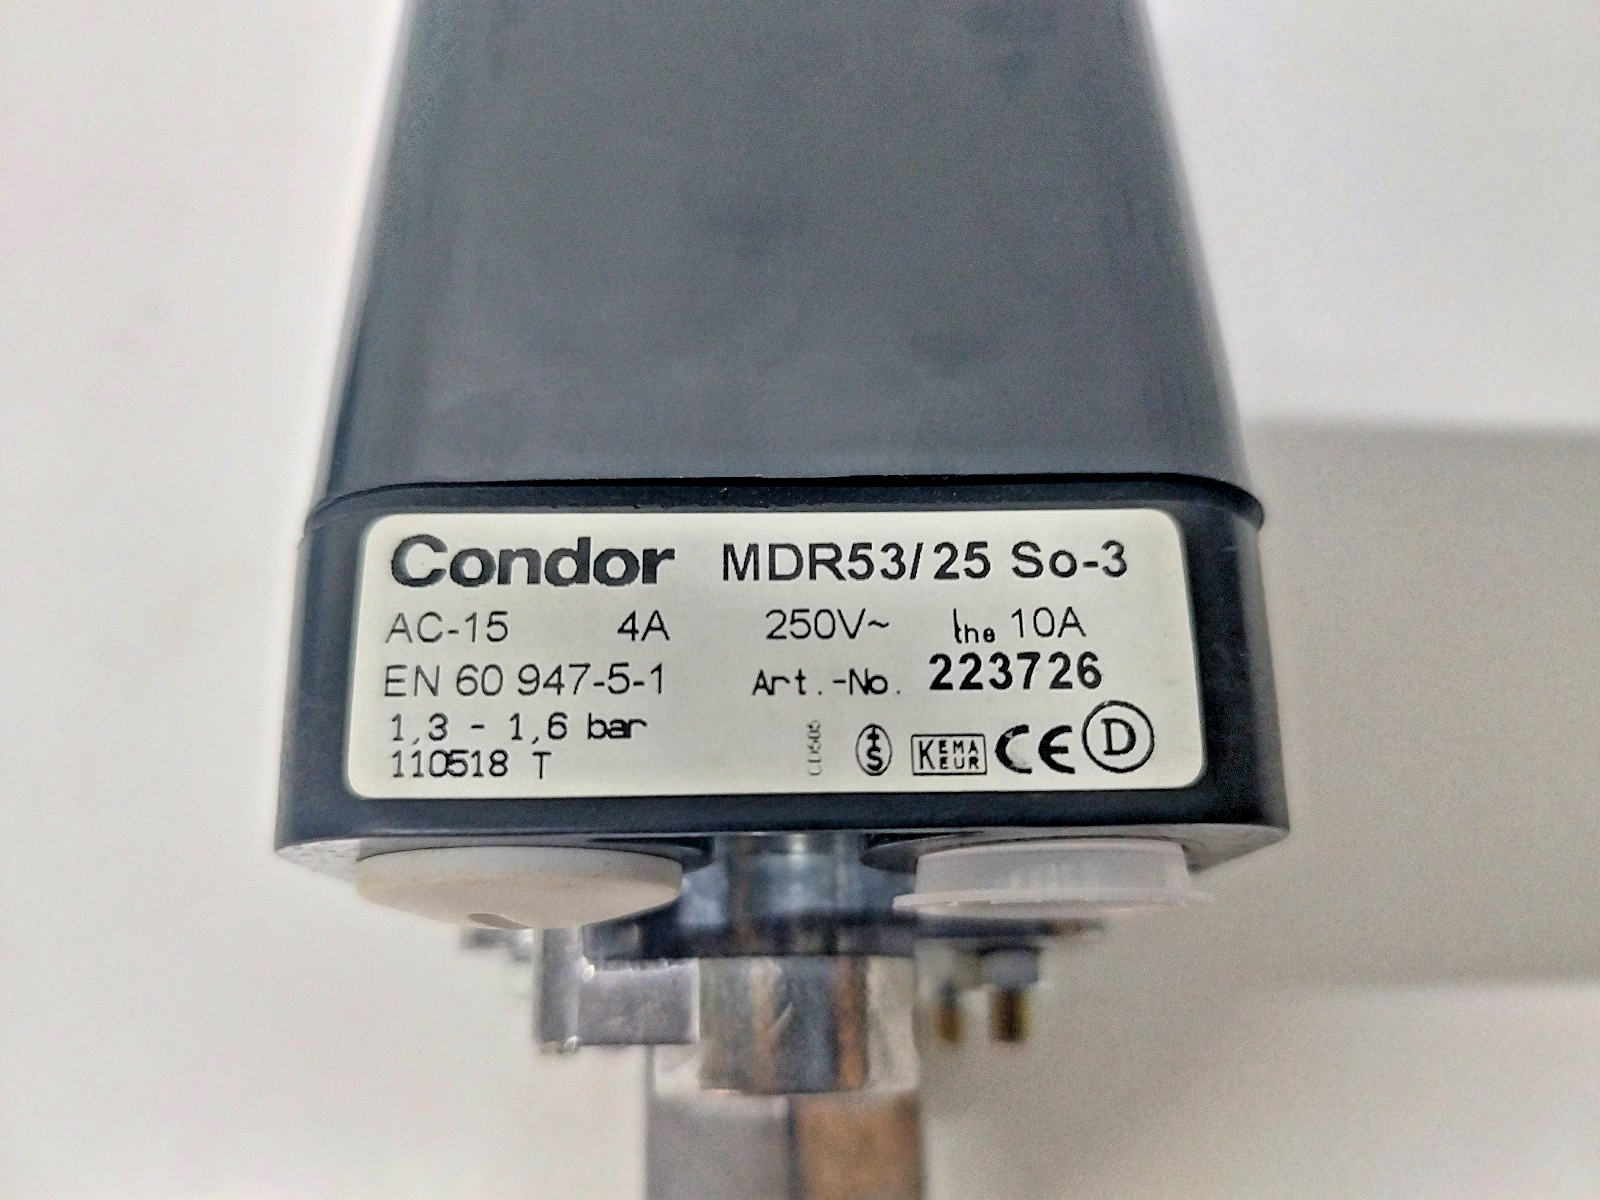 Condor MDR53/25 So-3
AC-15 4A 250V~ Ithe 10A
EN 60 947-5-1 Art.-No. 223726
1,3 - 1,6 bar
110518 T
S KEMA EUR CE D